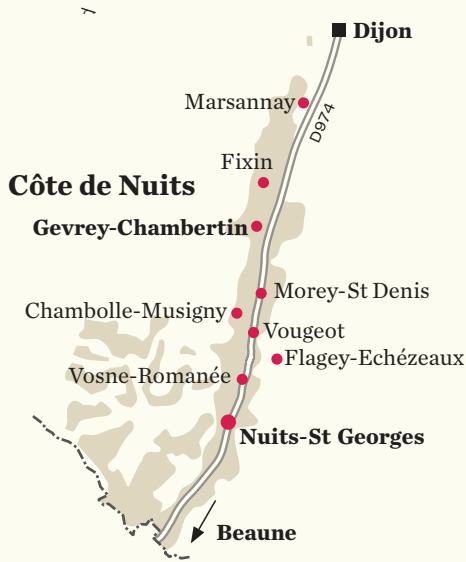 Dijon
Marsannay
D974
Fixin
Côte de Nuits
Gevrey-Chambertin
Morey-St Denis
Chambolle-Musigny
Vougeot
Flagey-Echézeaux
Vosne-Romanée
Nuits-St Georges
Beaune